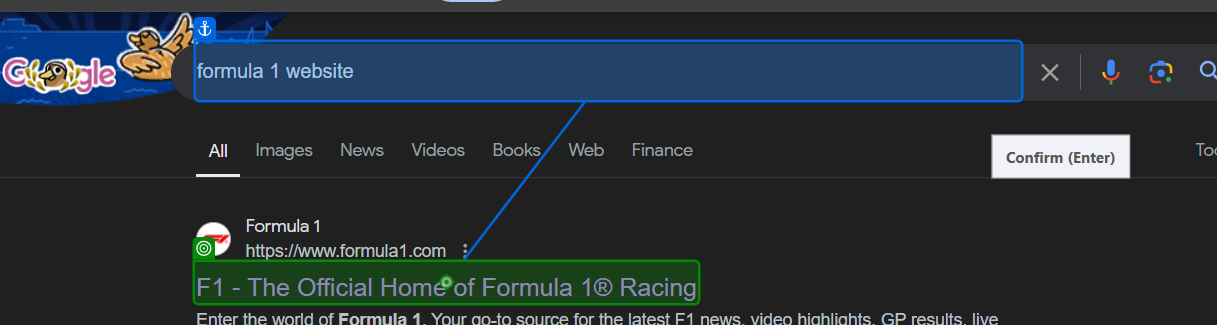 Google
formula 1 website
All Images News Videos Books Web Finance
Confirm (Enter)
Formula 1
https://www.formula1.com
F1 - The Official Home of Formula 1® Racing
Enter the world of Formula 1. Your go-to source for the latest F1 news, video highlights, GP results, live